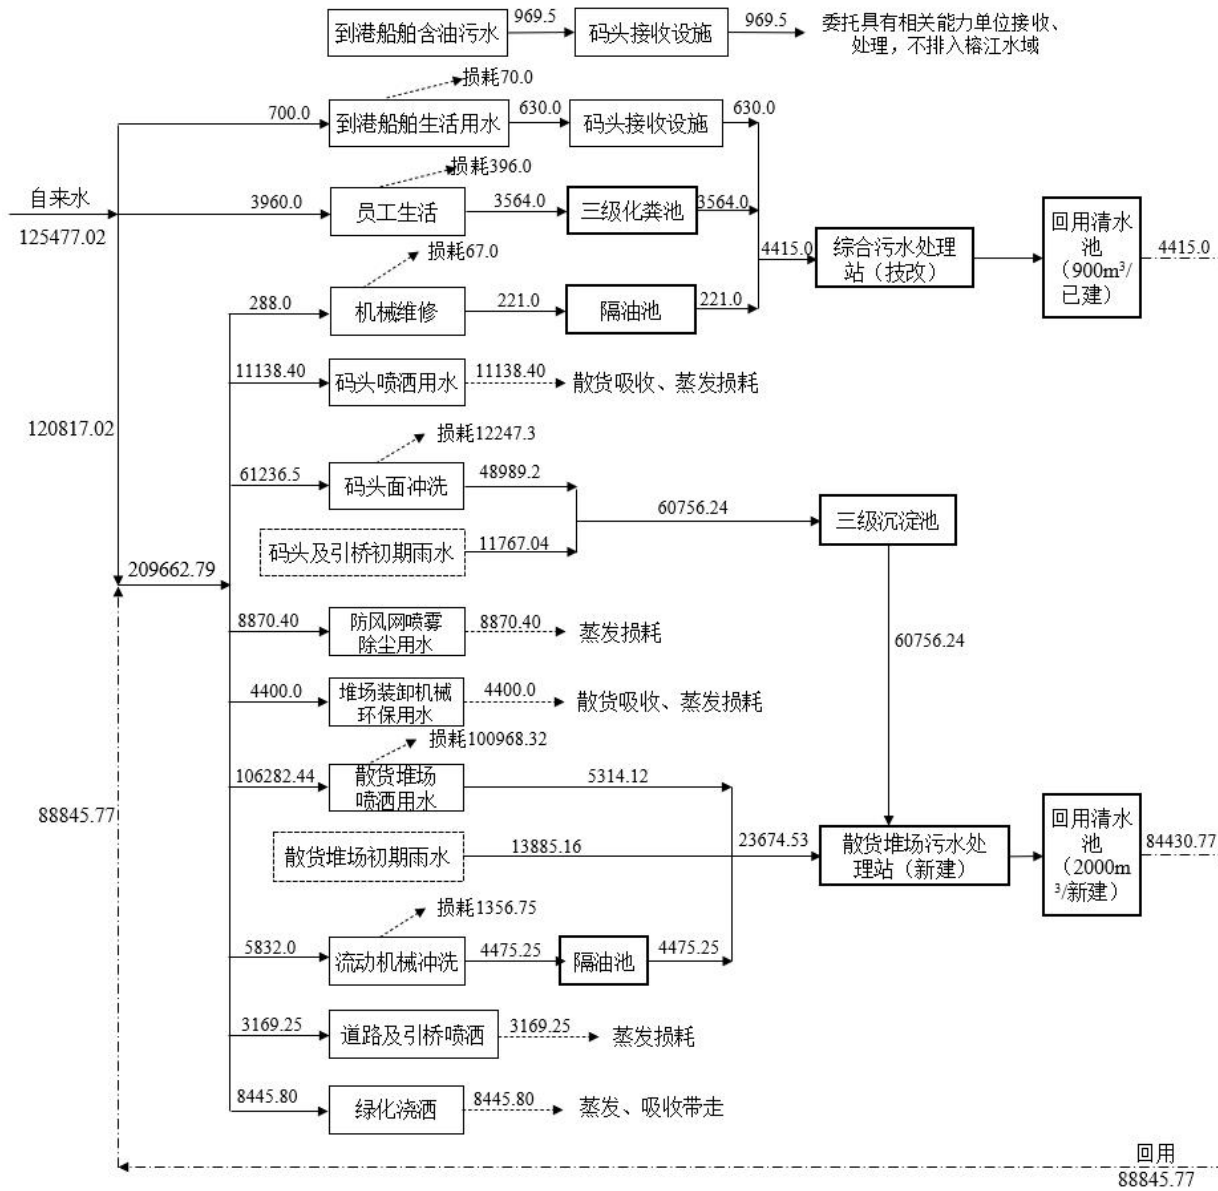 到港船舶含油污水
969.5
码头接收设施
969.5
委托具有相关能力单位接收、
处理，不排入榕江水域
损耗70.0
700.0
到港船舶生活用水
630.0
码头接收设施
630.0
损耗396.0
自来水
125477.02
3960.0
员工生活
3564.0
三级化粪池
3564.0
损耗67.0
4415.0
综合污水处理
站（技改）
回用清水
池
（900m³/
已建）
4415.0
288.0
机械维修
221.0
隔油池
221.0
11138.40
码头喷洒用水
11138.40
散货吸收、蒸发损耗
120817.02
损耗12247.3
61236.5
码头面冲洗
48989.2
60756.24
三级沉淀池
码头及引桥初期雨水
11767.04
209662.79
8870.40
防风网喷雾
除尘用水
8870.40
蒸发损耗
60756.24
4400.0
堆场装卸机械
环保用水
4400.0
散货吸收、蒸发损耗
损耗100968.32
106282.44
散货堆场
喷洒用水
5314.12
88845.77
散货堆场初期雨水
13885.16
23674.53
散货堆场污水处
理站（新建）
回用清水
池
（2000m
³/新建）
84430.77
损耗1356.75
5832.0
流动机械冲洗
4475.25
隔油池
4475.25
3169.25
道路及引桥喷洒
3169.25
蒸发损耗
8445.80
绿化浇洒
8445.80
蒸发、吸收带走
回用
88845.77